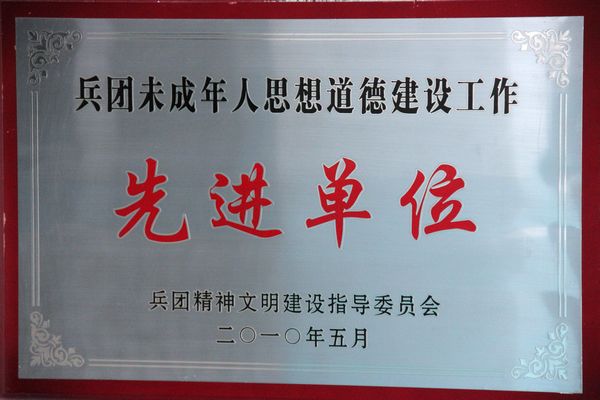 兵团未成年人思想道德建设工作
先进单位
兵团精神文明建设指导委员会
二〇一〇年五月